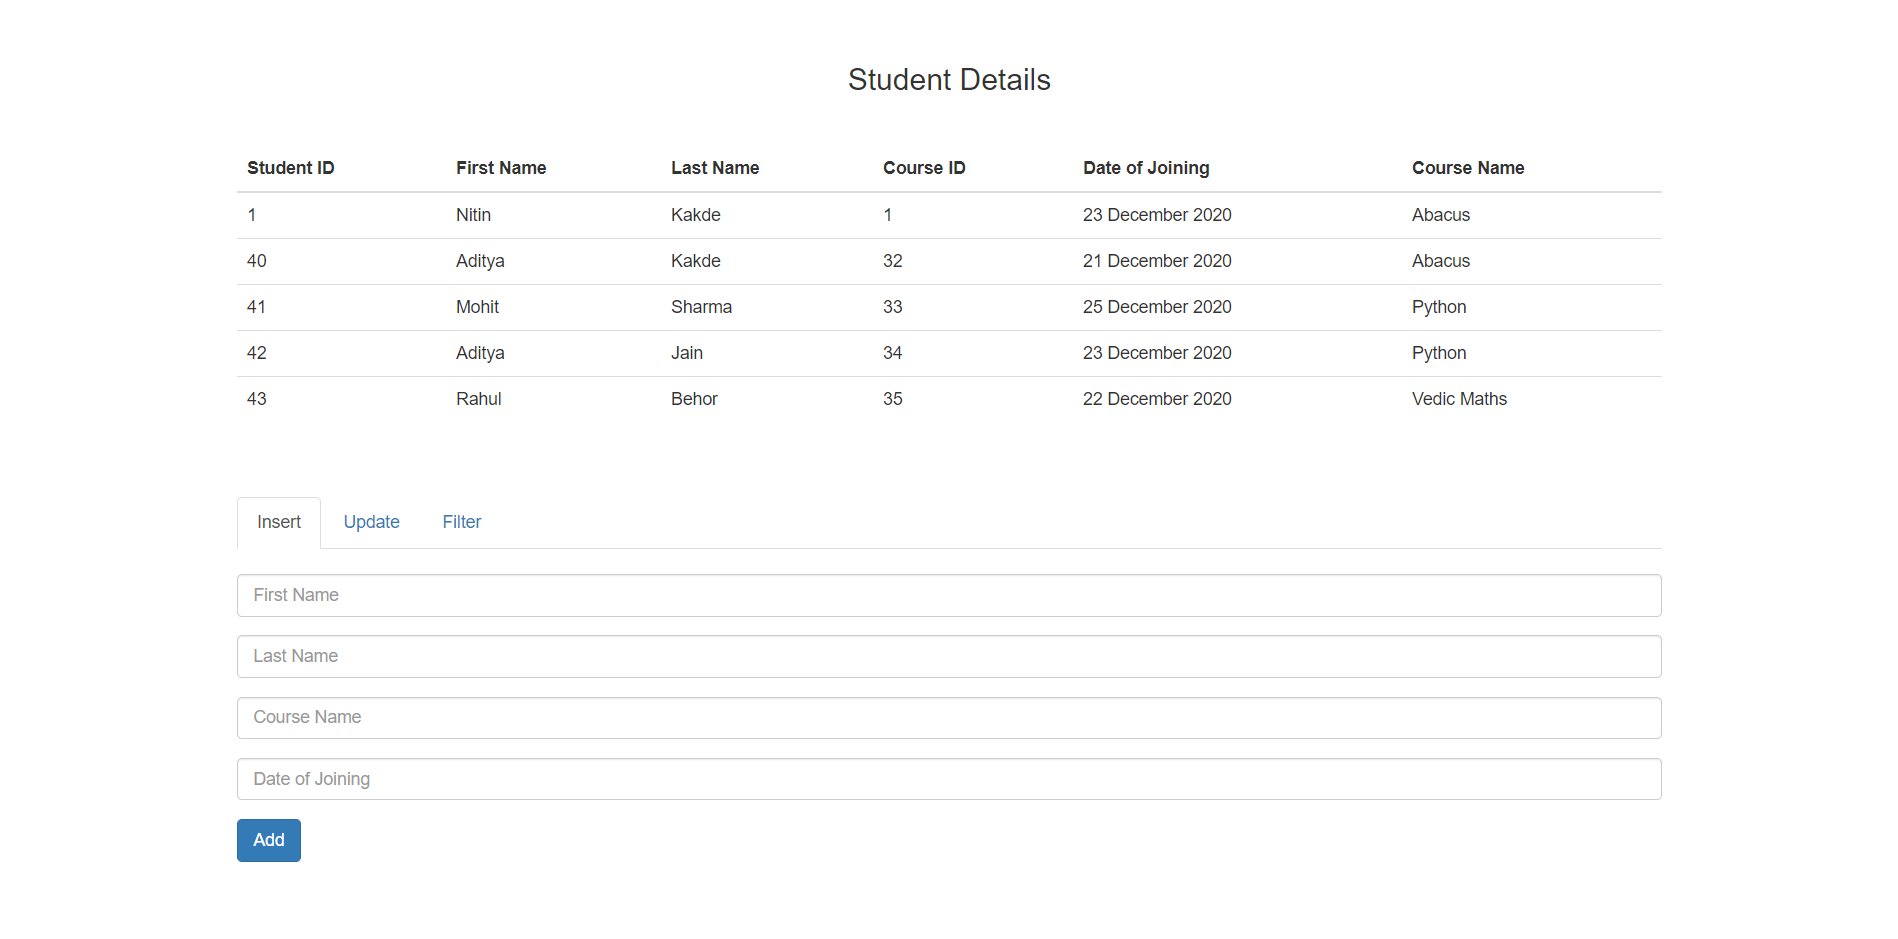 Student Details
Student ID First Name Last Name Course ID Date of Joining Course Name
1 Nitin Kakde 1 23 December 2020 Abacus
40 Aditya Kakde 32 21 December 2020 Abacus
41 Mohit Sharma 33 25 December 2020 Python
42 Aditya Jain 34 23 December 2020 Python
43 Rahul Behor 35 22 December 2020 Vedic Maths
Insert Update Filter
First Name
Last Name
Course Name
Date of Joining
Add